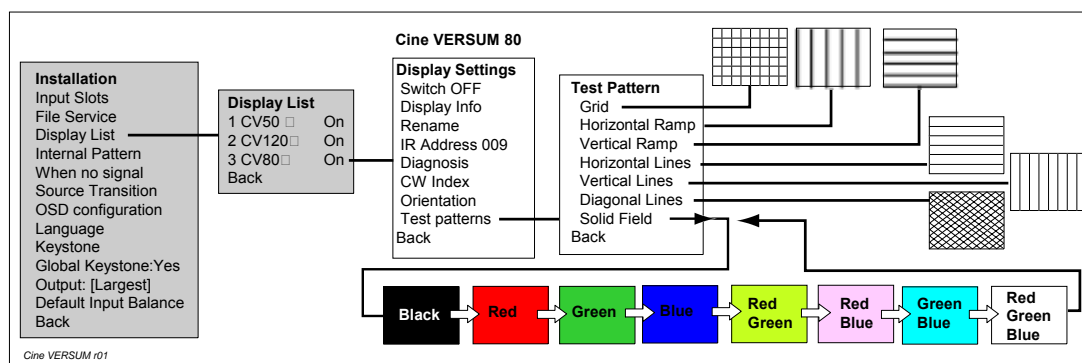 Cine VERSUM 80
Installation
Input Slots
File Service
Display List
Internal Pattern
When no signal
Source Transition
OSD configuration
Language
Keystone
Global Keystone:Yes
Output: [Largest]
Default Input Balance
Back
Display List
1 CV50 □ On
2 CV120□ On
3 CV80□ On
Back
Display Settings
Switch OFF
Display Info
Rename
IR Address 009
Diagnosis
CW Index
Orientation
Test patterns
Back
Test Pattern
Grid
Horizontal Ramp
Vertical Ramp
Horizontal Lines
Vertical Lines
Diagonal Lines
Solid Field
Back
Black
Red
Green
Blue
Red
Green
Red
Blue
Green
Blue
Red
Green
Blue
Cine VERSUM r01